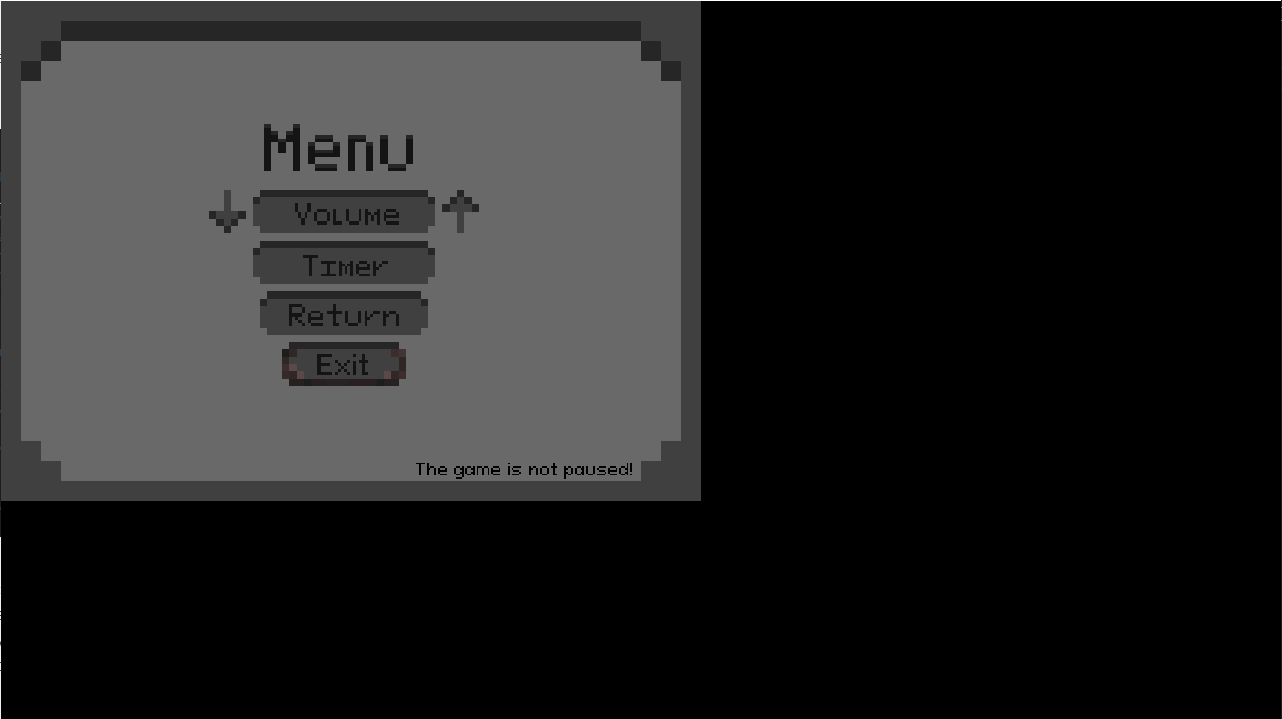 Menu
Volume
Timer
Return
Exit
The game is not paused!